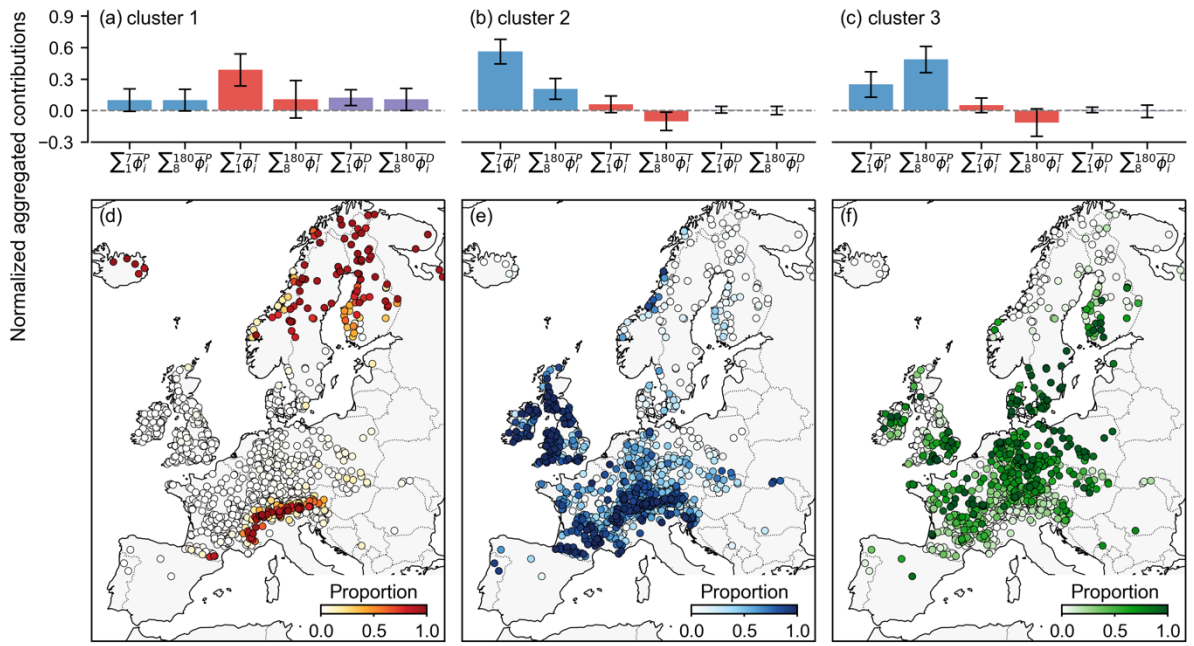 Normalized aggregated contributions
(a) cluster 1
(b) cluster 2
(c) cluster 3
0.9
0.6
0.3
0.0
−0.3
∑₁⁷ϕ̅ᵢᴾ ∑₈¹⁸⁰ϕ̅ᵢᴾ ∑₁⁷ϕ̅ᵢᵀ ∑₈¹⁸⁰ϕ̅ᵢᵀ ∑₁⁷ϕ̅ᵢᴰ ∑₈¹⁸⁰ϕ̅ᵢᴰ
∑₁⁷ϕ̅ᵢᴾ ∑₈¹⁸⁰ϕ̅ᵢᴾ ∑₁⁷ϕ̅ᵢᵀ ∑₈¹⁸⁰ϕ̅ᵢᵀ ∑₁⁷ϕ̅ᵢᴰ ∑₈¹⁸⁰ϕ̅ᵢᴰ
∑₁⁷ϕ̅ᵢᴾ ∑₈¹⁸⁰ϕ̅ᵢᴾ ∑₁⁷ϕ̅ᵢᵀ ∑₈¹⁸⁰ϕ̅ᵢᵀ ∑₁⁷ϕ̅ᵢᴰ ∑₈¹⁸⁰ϕ̅ᵢᴰ
(d)
(e)
(f)
Proportion
0.0 0.5 1.0
Proportion
0.0 0.5 1.0
Proportion
0.0 0.5 1.0